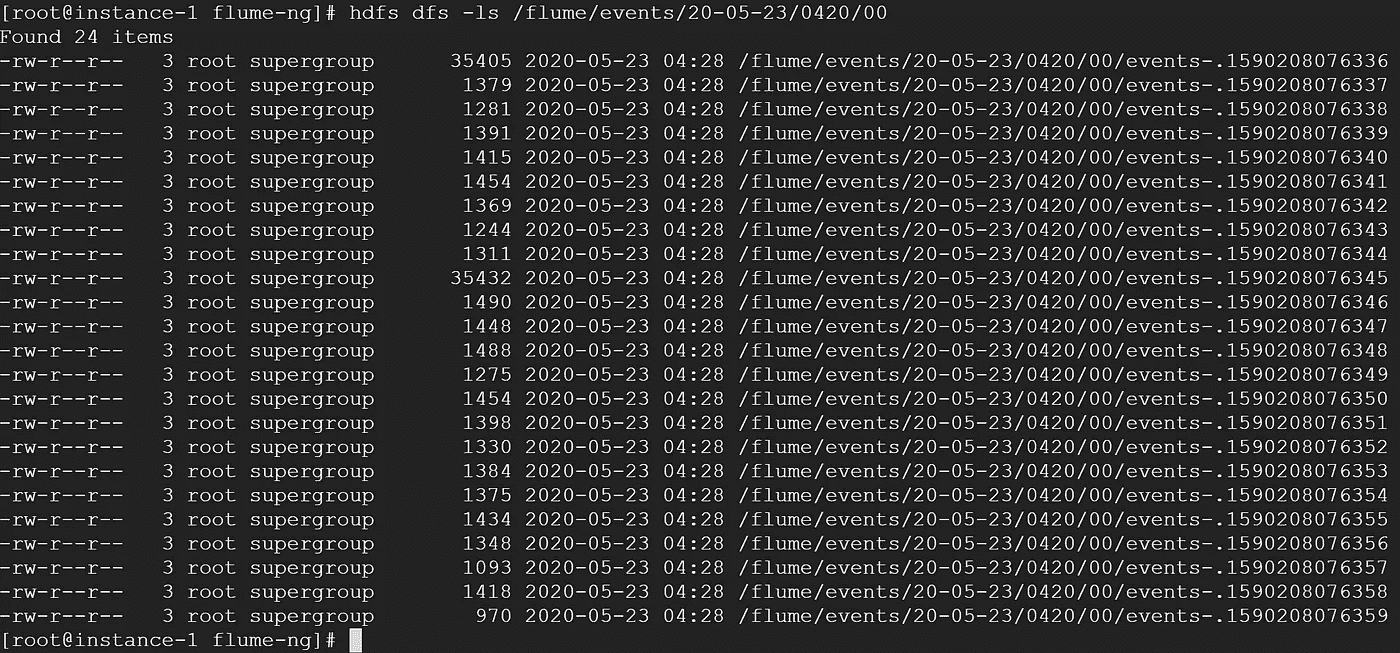 [root@instance-1 flume-ng]# hdfs dfs -ls /flume/events/20-05-23/0420/00
Found 24 items
-rw-r--r--   3 root supergroup      35405 2020-05-23 04:28 /flume/events/20-05-23/0420/00/events-.1590208076336
-rw-r--r--   3 root supergroup       1379 2020-05-23 04:28 /flume/events/20-05-23/0420/00/events-.1590208076337
-rw-r--r--   3 root supergroup       1281 2020-05-23 04:28 /flume/events/20-05-23/0420/00/events-.1590208076338
-rw-r--r--   3 root supergroup       1391 2020-05-23 04:28 /flume/events/20-05-23/0420/00/events-.1590208076339
-rw-r--r--   3 root supergroup       1415 2020-05-23 04:28 /flume/events/20-05-23/0420/00/events-.1590208076340
-rw-r--r--   3 root supergroup       1454 2020-05-23 04:28 /flume/events/20-05-23/0420/00/events-.1590208076341
-rw-r--r--   3 root supergroup       1369 2020-05-23 04:28 /flume/events/20-05-23/0420/00/events-.1590208076342
-rw-r--r--   3 root supergroup       1244 2020-05-23 04:28 /flume/events/20-05-23/0420/00/events-.1590208076343
-rw-r--r--   3 root supergroup       1311 2020-05-23 04:28 /flume/events/20-05-23/0420/00/events-.1590208076344
-rw-r--r--   3 root supergroup      35432 2020-05-23 04:28 /flume/events/20-05-23/0420/00/events-.1590208076345
-rw-r--r--   3 root supergroup       1490 2020-05-23 04:28 /flume/events/20-05-23/0420/00/events-.1590208076346
-rw-r--r--   3 root supergroup       1448 2020-05-23 04:28 /flume/events/20-05-23/0420/00/events-.1590208076347
-rw-r--r--   3 root supergroup       1488 2020-05-23 04:28 /flume/events/20-05-23/0420/00/events-.1590208076348
-rw-r--r--   3 root supergroup       1275 2020-05-23 04:28 /flume/events/20-05-23/0420/00/events-.1590208076349
-rw-r--r--   3 root supergroup       1454 2020-05-23 04:28 /flume/events/20-05-23/0420/00/events-.1590208076350
-rw-r--r--   3 root supergroup       1398 2020-05-23 04:28 /flume/events/20-05-23/0420/00/events-.1590208076351
-rw-r--r--   3 root supergroup       1330 2020-05-23 04:28 /flume/events/20-05-23/0420/00/events-.1590208076352
-rw-r--r--   3 root supergroup       1384 2020-05-23 04:28 /flume/events/20-05-23/0420/00/events-.1590208076353
-rw-r--r--   3 root supergroup       1375 2020-05-23 04:28 /flume/events/20-05-23/0420/00/events-.1590208076354
-rw-r--r--   3 root supergroup       1434 2020-05-23 04:28 /flume/events/20-05-23/0420/00/events-.1590208076355
-rw-r--r--   3 root supergroup       1348 2020-05-23 04:28 /flume/events/20-05-23/0420/00/events-.1590208076356
-rw-r--r--   3 root supergroup       1093 2020-05-23 04:28 /flume/events/20-05-23/0420/00/events-.1590208076357
-rw-r--r--   3 root supergroup       1418 2020-05-23 04:28 /flume/events/20-05-23/0420/00/events-.1590208076358
-rw-r--r--   3 root supergroup        970 2020-05-23 04:28 /flume/events/20-05-23/0420/00/events-.1590208076359
[root@instance-1 flume-ng]#